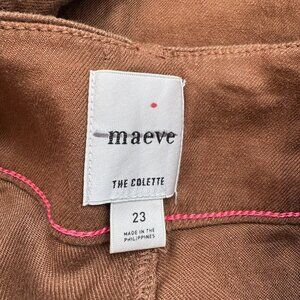 maeve
THE COLETTE
23
MADE IN THE
PHILIPPINES